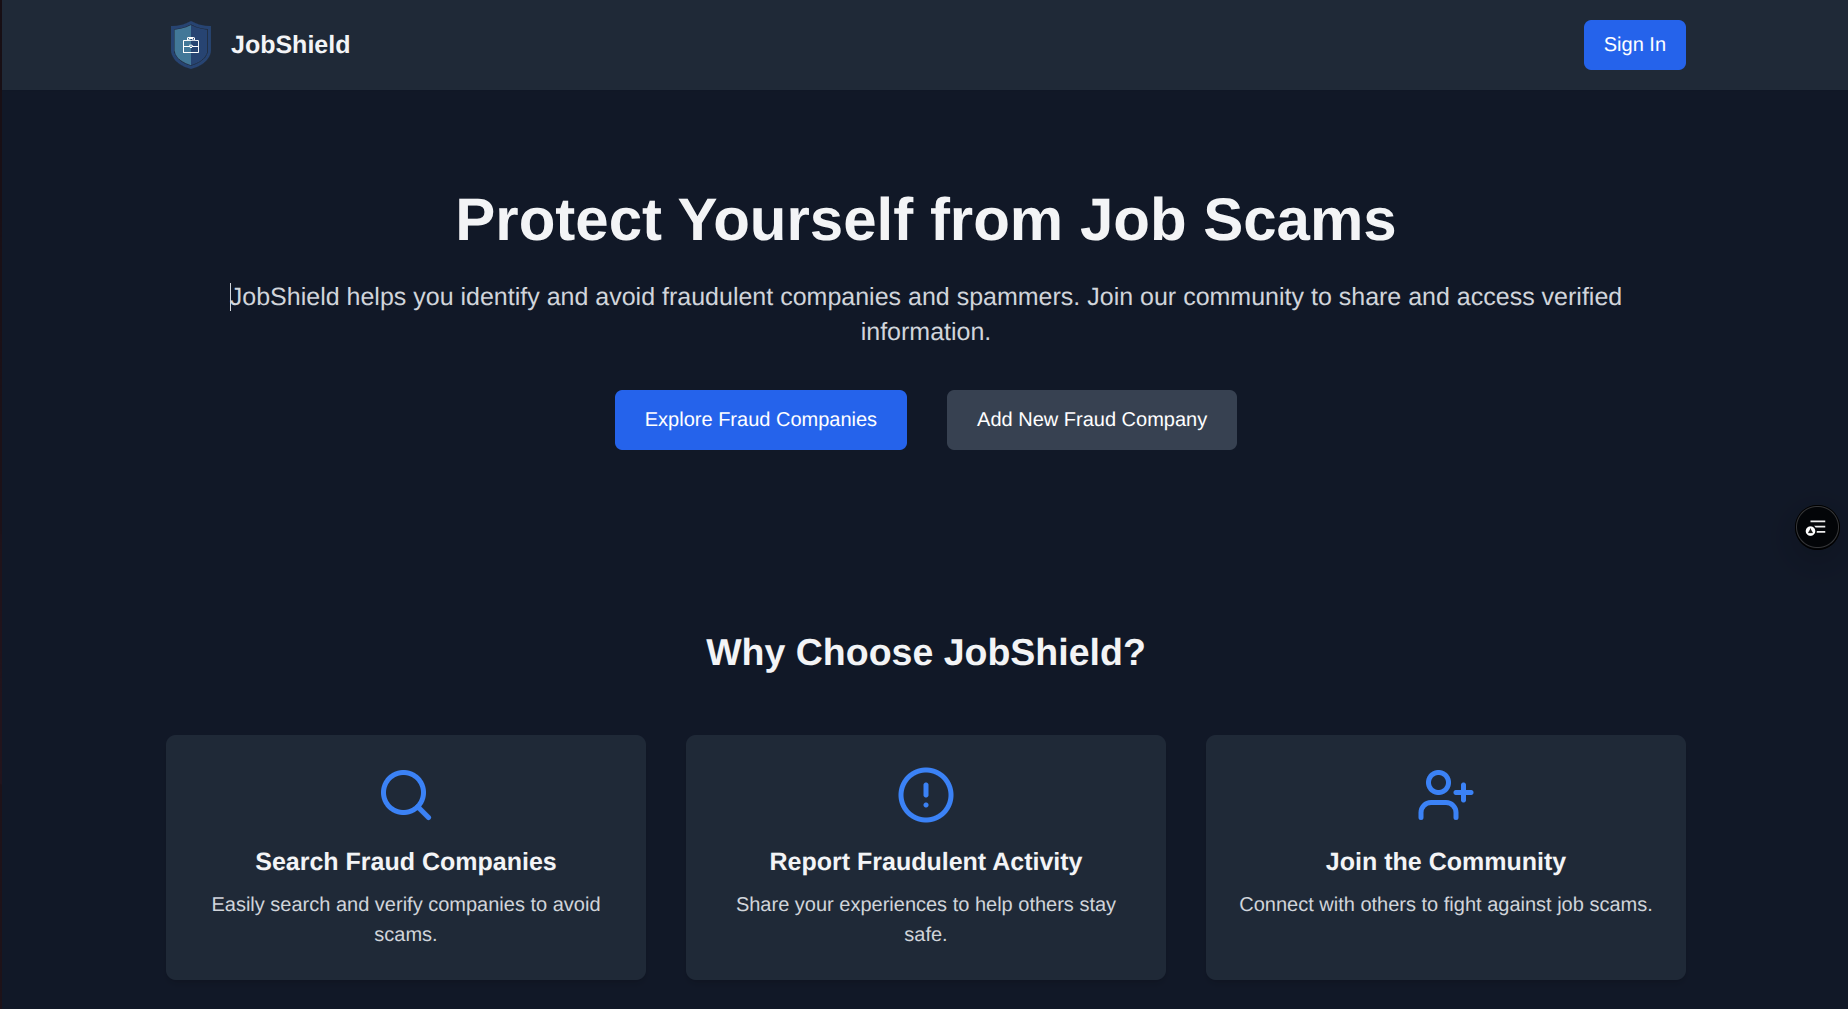 JobShield
Sign In
Protect Yourself from Job Scams
JobShield helps you identify and avoid fraudulent companies and spammers. Join our community to share and access verified
information.
Explore Fraud Companies
Add New Fraud Company
Why Choose JobShield?
Search Fraud Companies
Easily search and verify companies to avoid
scams.
Report Fraudulent Activity
Share your experiences to help others stay
safe.
Join the Community
Connect with others to fight against job scams.